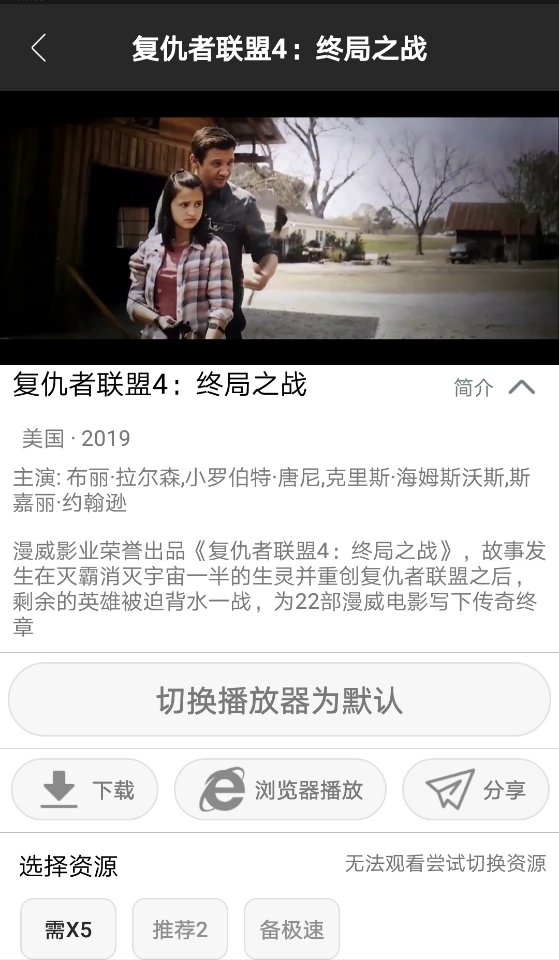 复仇者联盟4：终局之战
复仇者联盟4：终局之战
简介
美国 · 2019
主演: 布丽·拉尔森,小罗伯特·唐尼,克里斯·海姆斯沃斯,斯
嘉丽·约翰逊
漫威影业荣誉出品《复仇者联盟4：终局之战》，故事发
生在灭霸消灭宇宙一半的生灵并重创复仇者联盟之后，
剩余的英雄被迫背水一战，为22部漫威电影写下传奇终
章
切换播放器为默认
下载
浏览器播放
分享
选择资源
无法观看尝试切换资源
需X5
推荐2
备极速